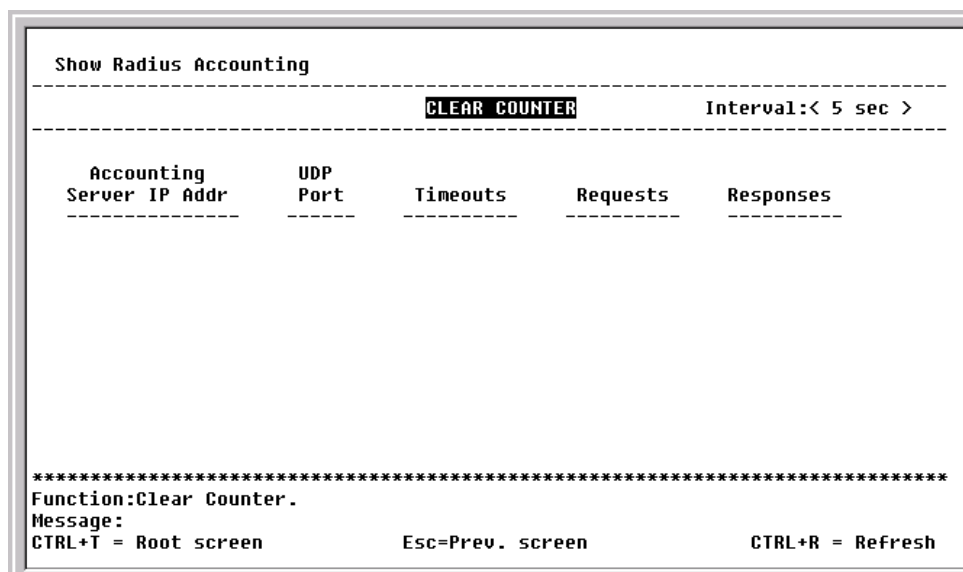 Show Radius Accounting
--------------------------------------------------------------------------------
CLEAR COUNTER Interval:< 5 sec >
--------------------------------------------------------------------------------
Accounting UDP
Server IP Addr Port Timeouts Requests Responses
--------------- ------ ---------- ---------- ----------
*******************************************************************************
Function:Clear Counter.
Message:
CTRL+T = Root screen Esc=Prev. screen CTRL+R = Refresh